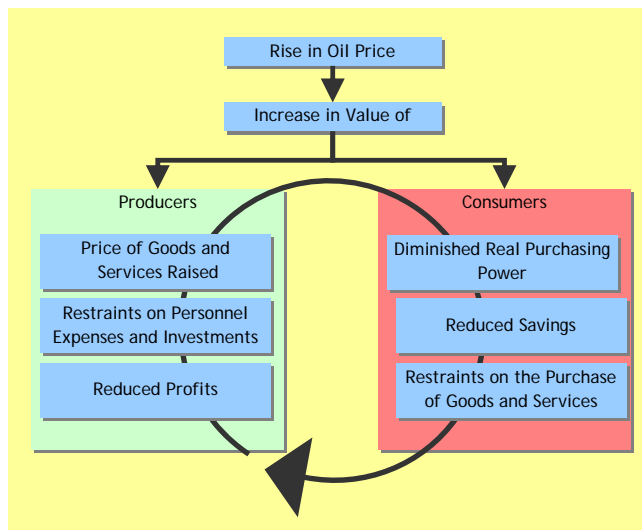 Rise in Oil Price
Increase in Value of
Producers
Price of Goods and
Services Raised
Restraints on Personnel
Expenses and Investments
Reduced Profits
Consumers
Diminished Real Purchasing
Power
Reduced Savings
Restraints on the Purchase
of Goods and Services